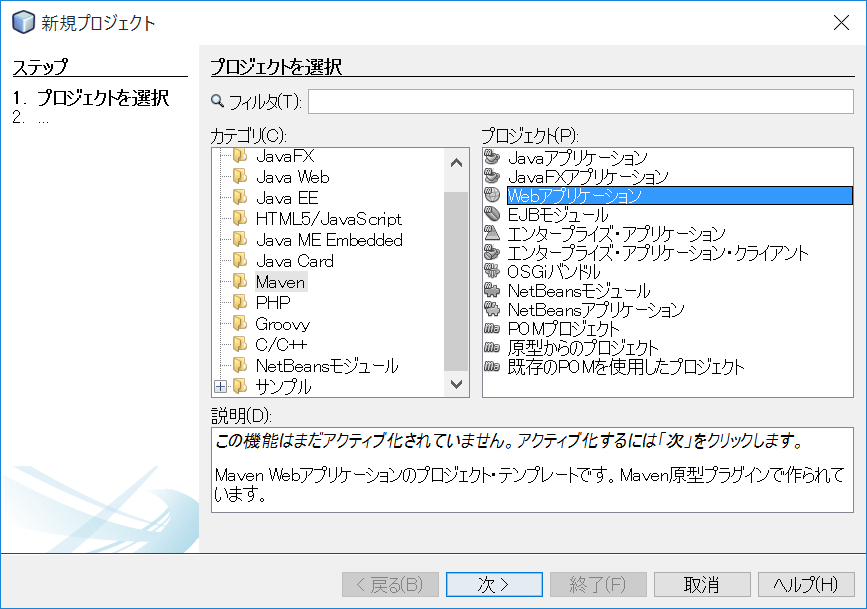 新規プロジェクト
ステップ
1. プロジェクトを選択
2. ...
プロジェクトを選択
フィルタ(T):
カテゴリ(C):
JavaFX
Java Web
Java EE
HTML5/JavaScript
Java ME Embedded
Java Card
Maven
PHP
Groovy
C/C++
NetBeansモジュール
サンプル
プロジェクト(P):
Javaアプリケーション
JavaFXアプリケーション
Webアプリケーション
EJBモジュール
エンタープライズ・アプリケーション
エンタープライズ・アプリケーション・クライアント
OSGiバンドル
NetBeansモジュール
NetBeansアプリケーション
ma POMプロジェクト
ma 原型からのプロジェクト
ma 既存のPOMを使用したプロジェクト
説明(D):
この機能はまだアクティブ化されていません。アクティブ化するには「次」をクリックします。
Maven Webアプリケーションのプロジェクト・テンプレートです。Maven原型プラグインで作られて
います。
< 戻る(B)
次 >
終了(F)
取消
ヘルプ(H)